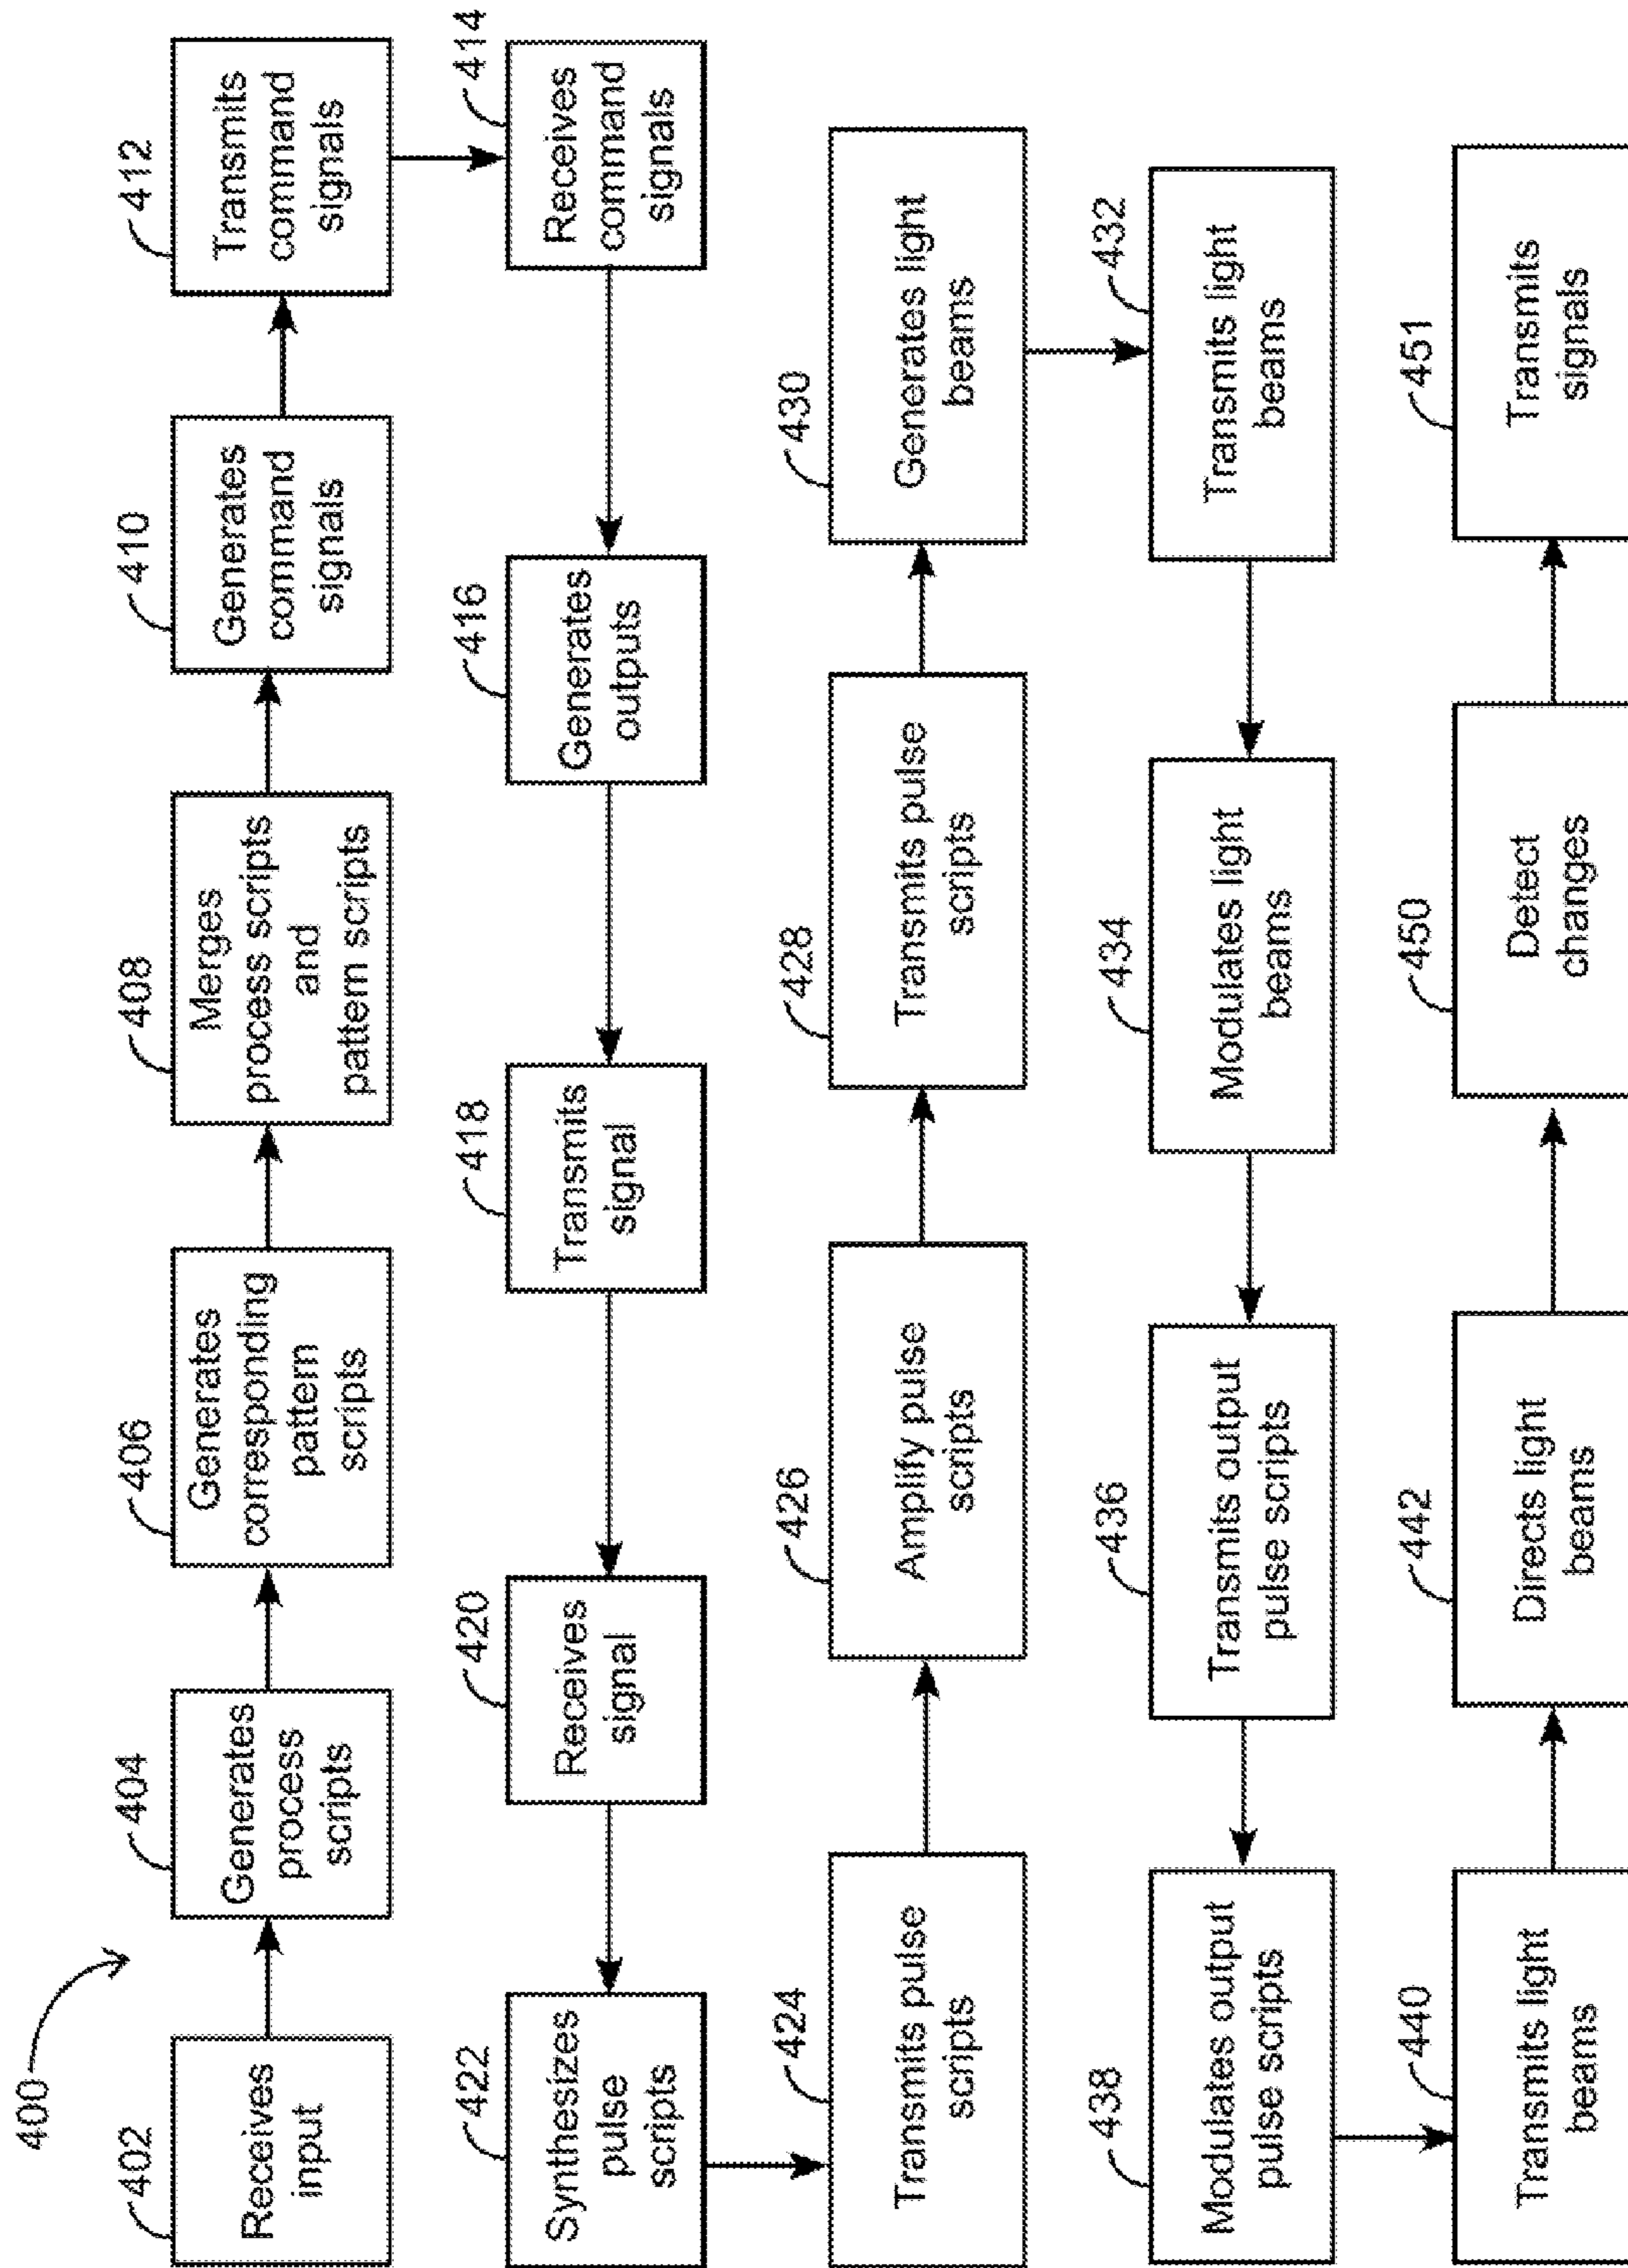 400
402
Receives
input
404
Generates
process
scripts
406
Generates
corresponding
pattern
scripts
408
Merges
process scripts
and
pattern scripts
410
Generates
command
signals
412
Transmits
command
signals
414
Receives
command
signals
416
Generates
outputs
418
Transmits
signal
420
Receives
signal
422
Synthesizes
pulse
scripts
424
Transmits pulse
scripts
426
Amplify pulse
scripts
428
Transmits pulse
scripts
430
Generates light
beams
432
Transmits light
beams
434
Modulates light
beams
436
Transmits output
pulse scripts
438
Modulates output
pulse scripts
440
Transmits light
beams
442
Directs light
beams
450
Detect
changes
451
Transmits
signals